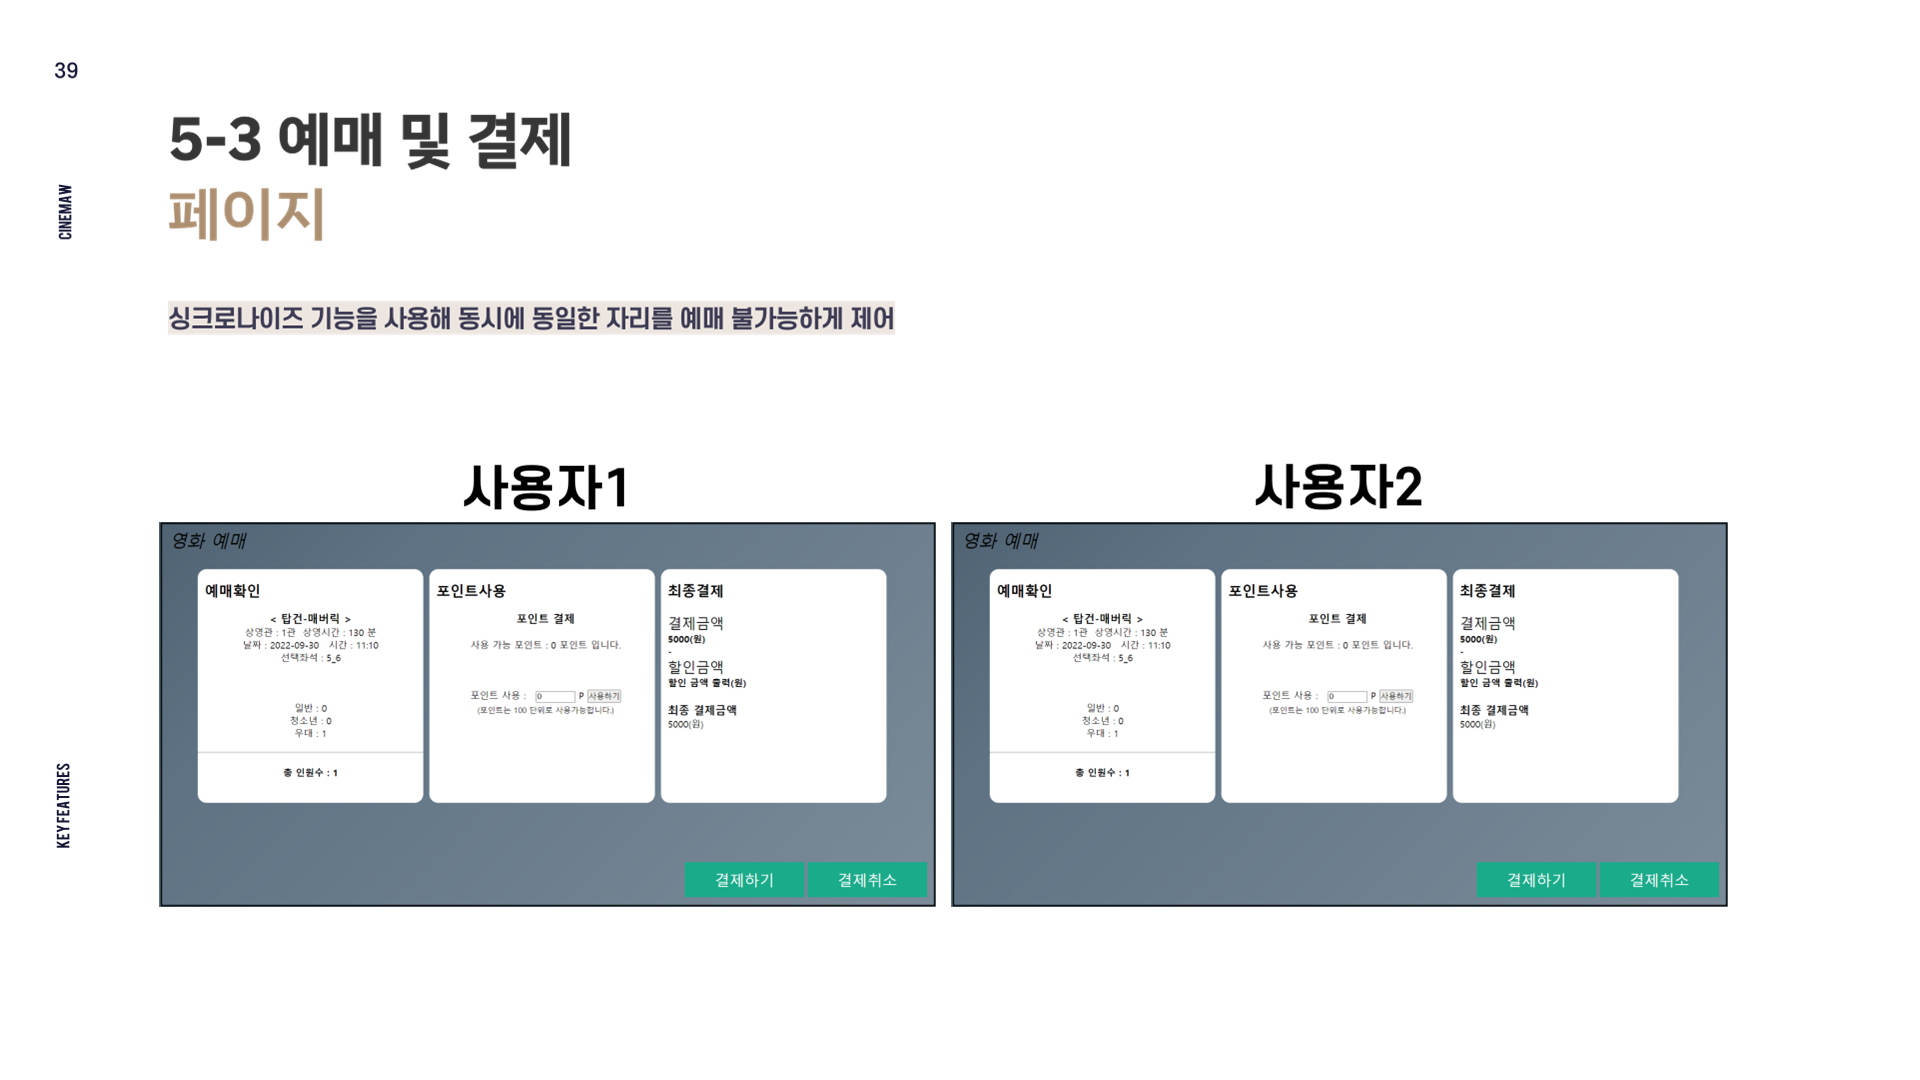 39
5-3 예매 및 결제
페이지
CINEMAW
싱크로나이즈 기능을 사용해 동시에 동일한 자리를 예매 불가능하게 제어
KEYFEATURES
사용자1
영화 예매
예매확인
< 탑건-매버릭 >
상영관 : 1관 상영시간 : 130 분
날짜 : 2022-09-30 시간 : 11:10
선택좌석 : 5_6
일반 : 0
청소년 : 0
우대 : 1
총 인원수 : 1
포인트사용
포인트 결제
사용 가능 포인트 : 0 포인트 입니다.
포인트 사용 : 0 P 사용하기
(포인트는 100 단위로 사용가능합니다.)
최종결제
결제금액
5000(원)
-
할인금액
할인 금액 출력(원)
최종 결제금액
5000(원)
결제하기 결제취소
사용자2
영화 예매
예매확인
< 탑건-매버릭 >
상영관 : 1관 상영시간 : 130 분
날짜 : 2022-09-30 시간 : 11:10
선택좌석 : 5_6
일반 : 0
청소년 : 0
우대 : 1
총 인원수 : 1
포인트사용
포인트 결제
사용 가능 포인트 : 0 포인트 입니다.
포인트 사용 : 0 P 사용하기
(포인트는 100 단위로 사용가능합니다.)
최종결제
결제금액
5000(원)
-
할인금액
할인 금액 출력(원)
최종 결제금액
5000(원)
결제하기 결제취소